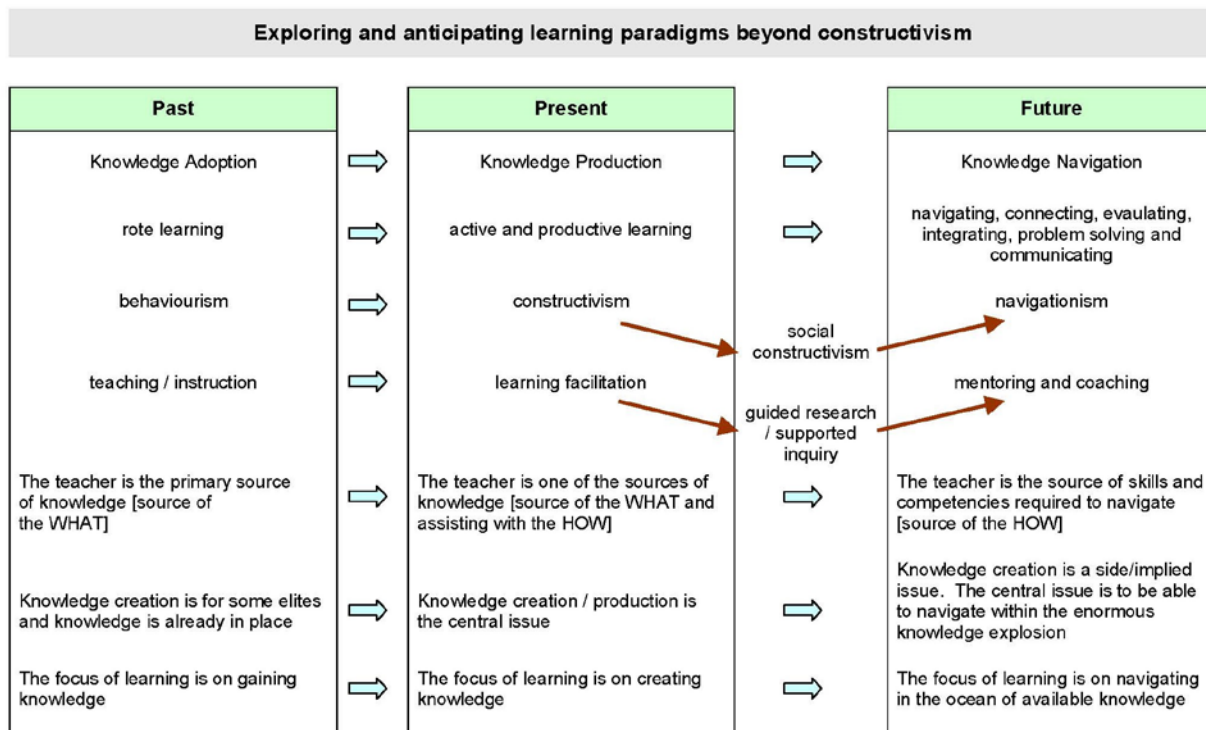 Exploring and anticipating learning paradigms beyond constructivism
Past
Present
Future
Knowledge Adoption
Knowledge Production
Knowledge Navigation
rote learning
active and productive learning
navigating, connecting, evaulating,
integrating, problem solving and
communicating
behaviourism
constructivism
social
constructivism
navigationism
teaching / instruction
learning facilitation
guided research
/ supported
inquiry
mentoring and coaching
The teacher is the primary source
of knowledge [source of
the WHAT]
The teacher is one of the sources of
knowledge [source of the WHAT and
assisting with the HOW]
The teacher is the source of skills and
competencies required to navigate
[source of the HOW]
Knowledge creation is for some elites
and knowledge is already in place
Knowledge creation / production is
the central issue
Knowledge creation is a side/implied
issue. The central issue is to be able
to navigate within the enormous
knowledge explosion
The focus of learning is on gaining
knowledge
The focus of learning is on creating
knowledge
The focus of learning is on navigating
in the ocean of available knowledge